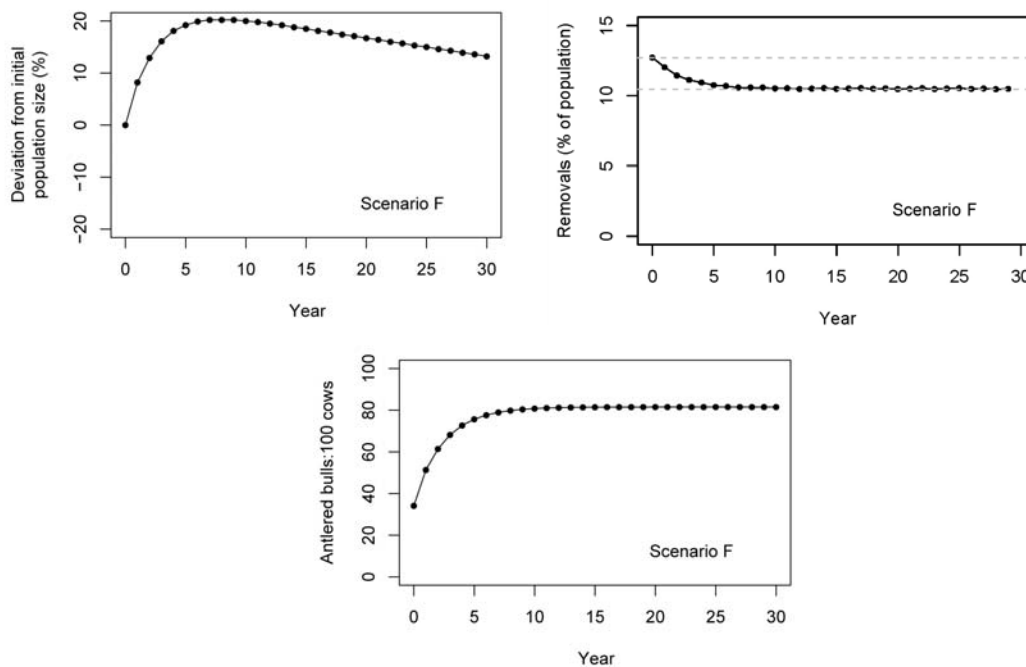 Deviation from initial
population size (%)
20
10
0
−10
−20
Scenario F
0 5 10 15 20 25 30
Year
Removals (% of population)
15
10
5
0
Scenario F
0 5 10 15 20 25 30
Year
Antlered bulls:100 cows
100
80
60
40
20
0
Scenario F
0 5 10 15 20 25 30
Year